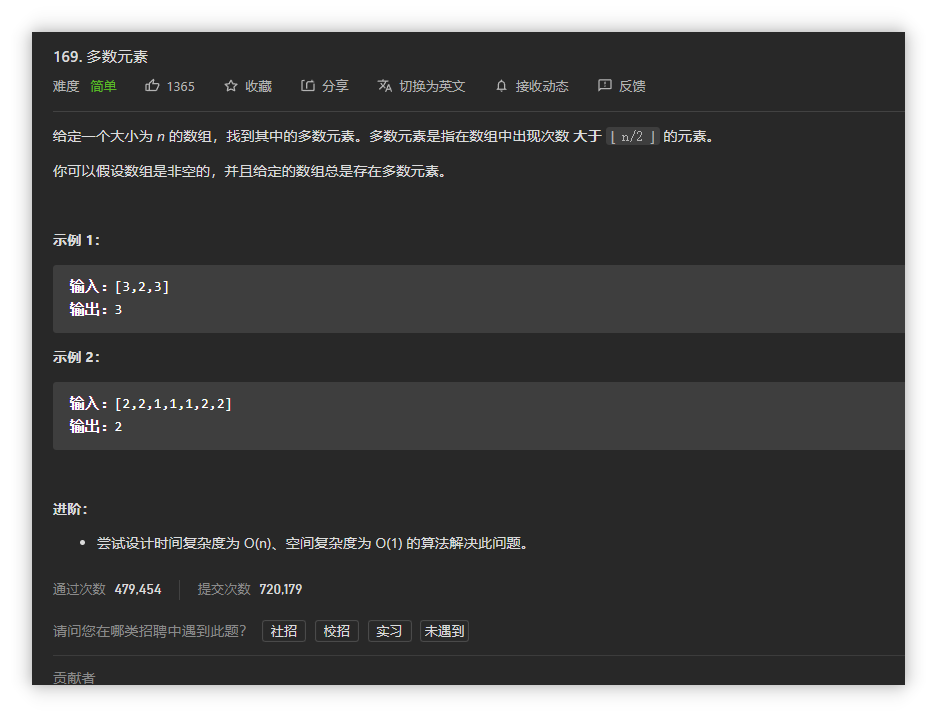 169. 多数元素
难度 简单 1365 收藏 分享 切换为英文 接收动态 反馈
给定一个大小为 n 的数组，找到其中的多数元素。多数元素是指在数组中出现次数 大于 ⌊ n/2 ⌋ 的元素。
你可以假设数组是非空的，并且给定的数组总是存在多数元素。
示例 1：
输入：[3,2,3]
输出：3
示例 2：
输入：[2,2,1,1,1,2,2]
输出：2
进阶：
尝试设计时间复杂度为 O(n)、空间复杂度为 O(1) 的算法解决此问题。
通过次数 479,454 提交次数 720,179
请问您在哪类招聘中遇到此题？ 社招 校招 实习 未遇到
贡献者